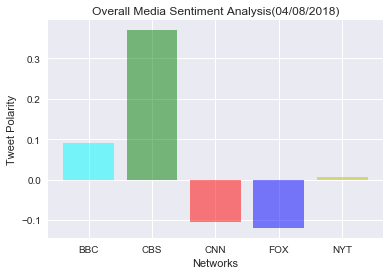 Overall Media Sentiment Analysis(04/08/2018)
Tweet Polarity
0.3
0.2
0.1
0.0
−0.1
BBC CBS CNN FOX NYT
Networks